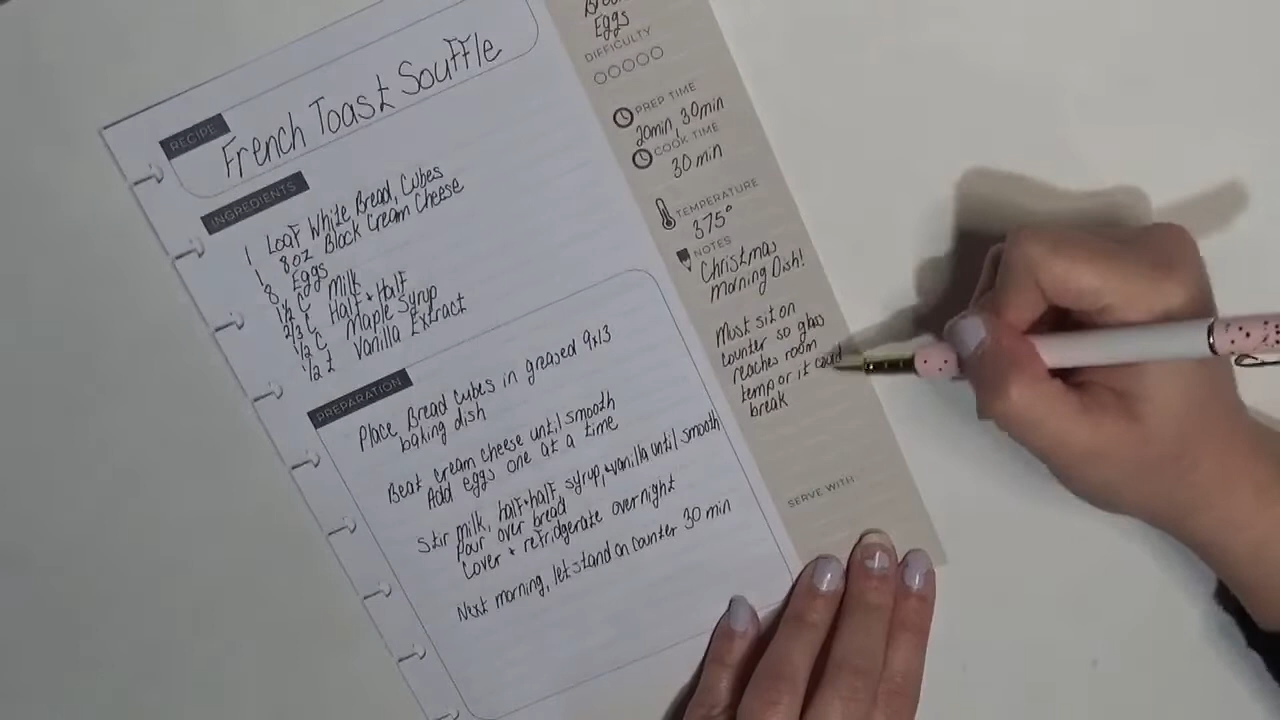 RECIPE
French Toast Souffle
INGREDIENTS
1 Loaf White Bread, Cubes
1 8oz Block Cream Cheese
8 Eggs
1 1/2 C Milk
2/3 C Half + Half
1/2 C Maple Syrup
1/2 t Vanilla Extract
PREPARATION
Place Bread cubes in greased 9x13
baking dish
Beat cream cheese until smooth
Add eggs one at a time
Stir milk, half+half, syrup, +vanilla until smooth
Pour over bread
Cover + refridgerate overnight
Next morning, let stand on counter 30 min
Eggs
DIFFICULTY
PREP TIME
20min, 30min
COOK TIME
30 min
TEMPERATURE
375°
NOTES
Christmas
morning Dish!
Must sit on
counter so glass
reaches room
temp or it could
break
SERVE WITH